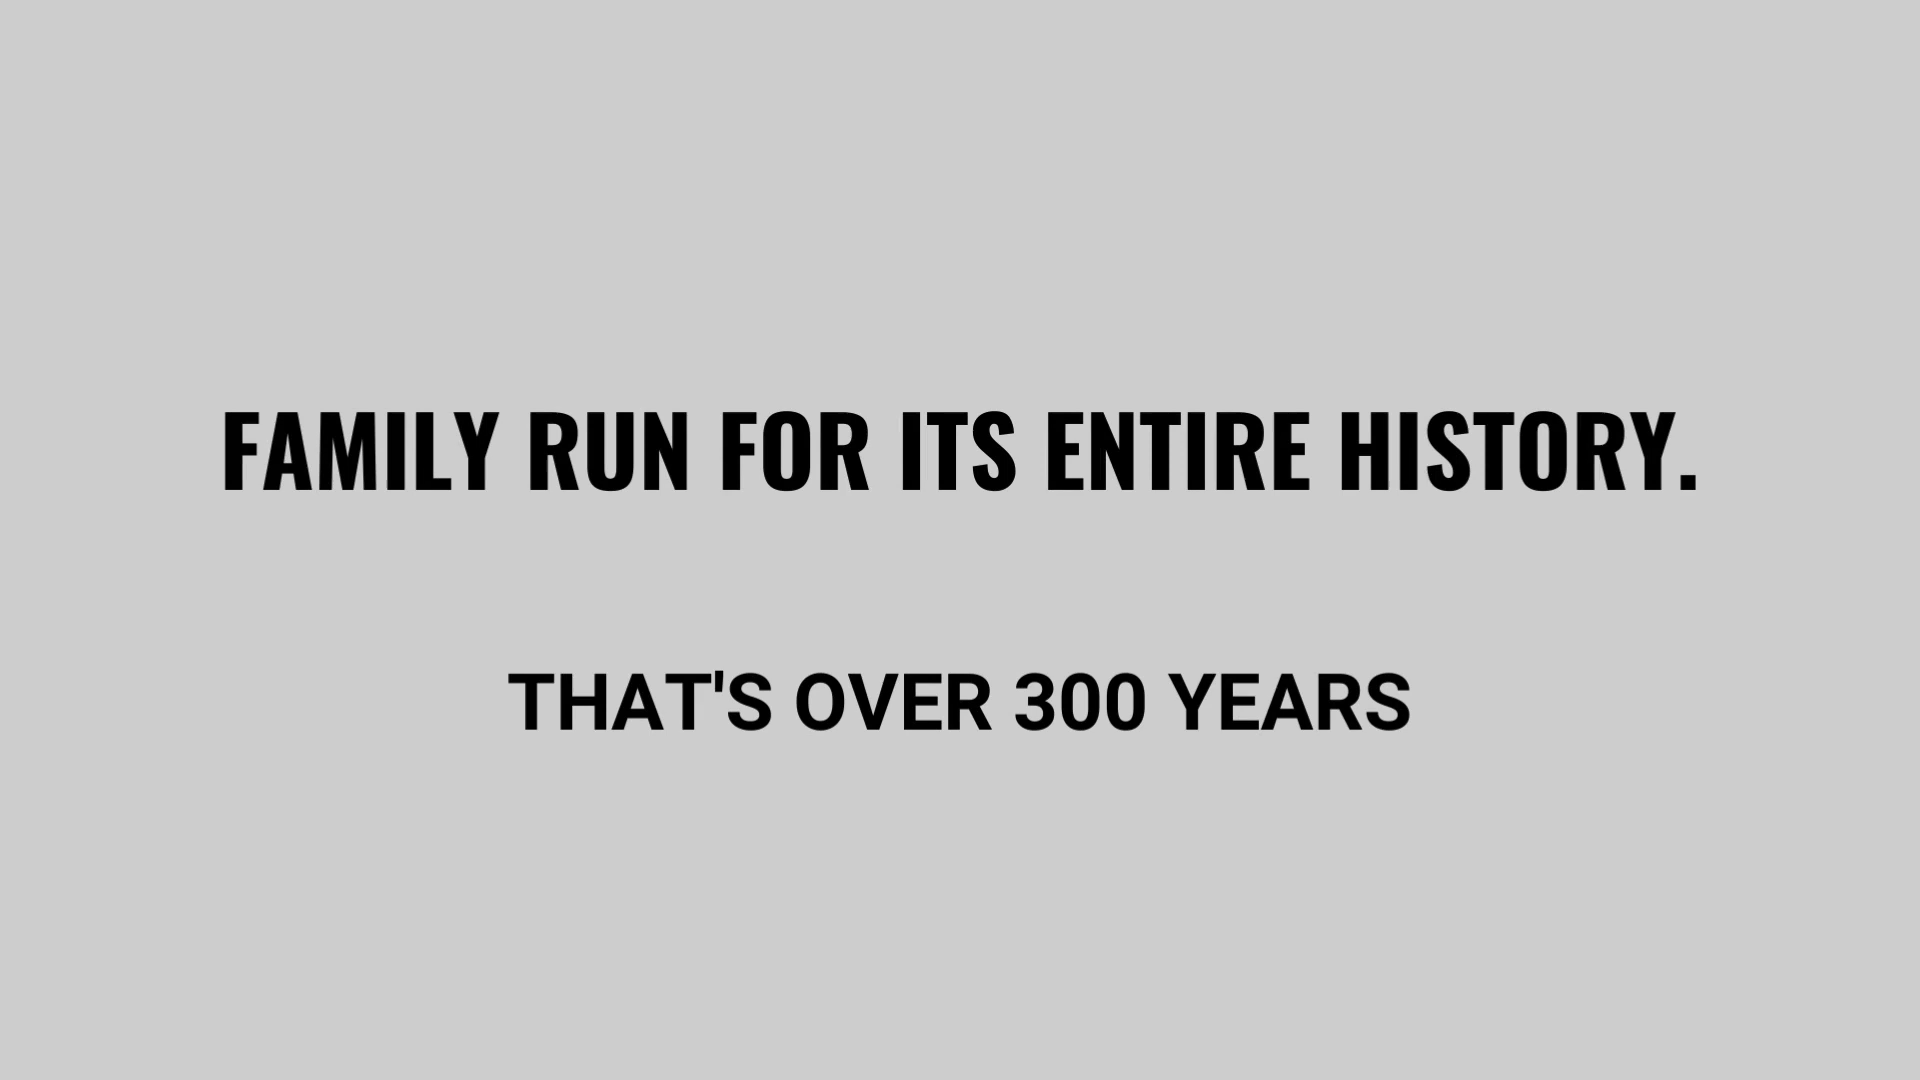 FAMILY RUN FOR ITS ENTIRE HISTORY.
THAT'S OVER 300 YEARS